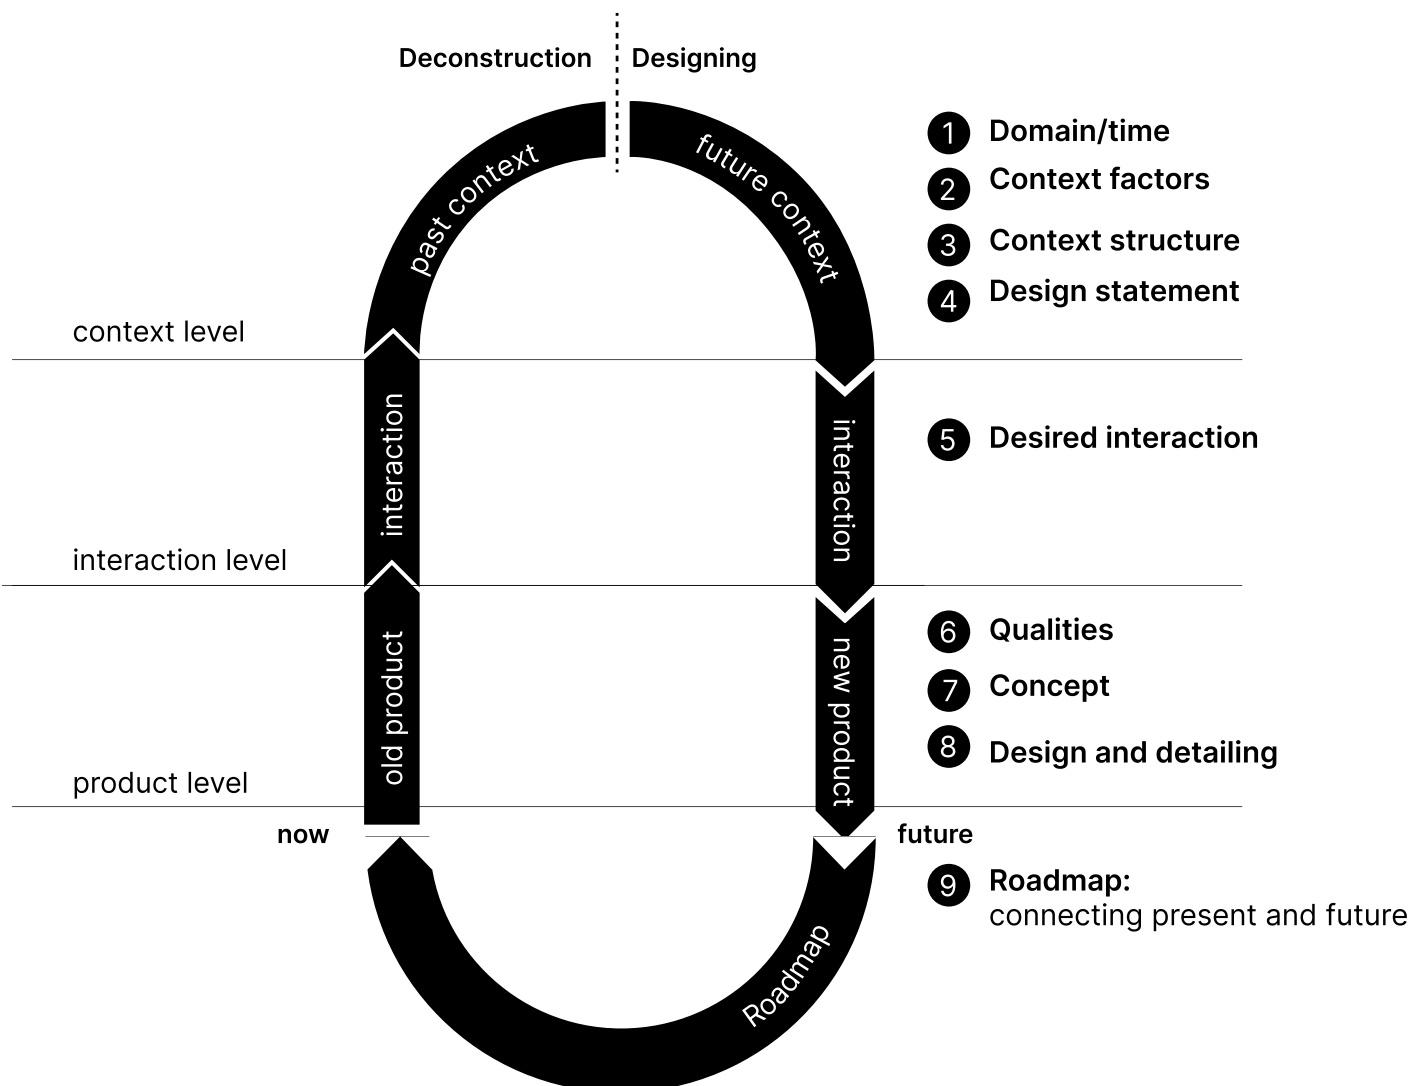 Deconstruction
Designing
past context
future context
1 Domain/time
2 Context factors
3 Context structure
4 Design statement
context level
interaction
interaction
5 Desired interaction
interaction level
old product
new product
6 Qualities
7 Concept
8 Design and detailing
product level
now
future
9 Roadmap:
connecting present and future
Roadmap